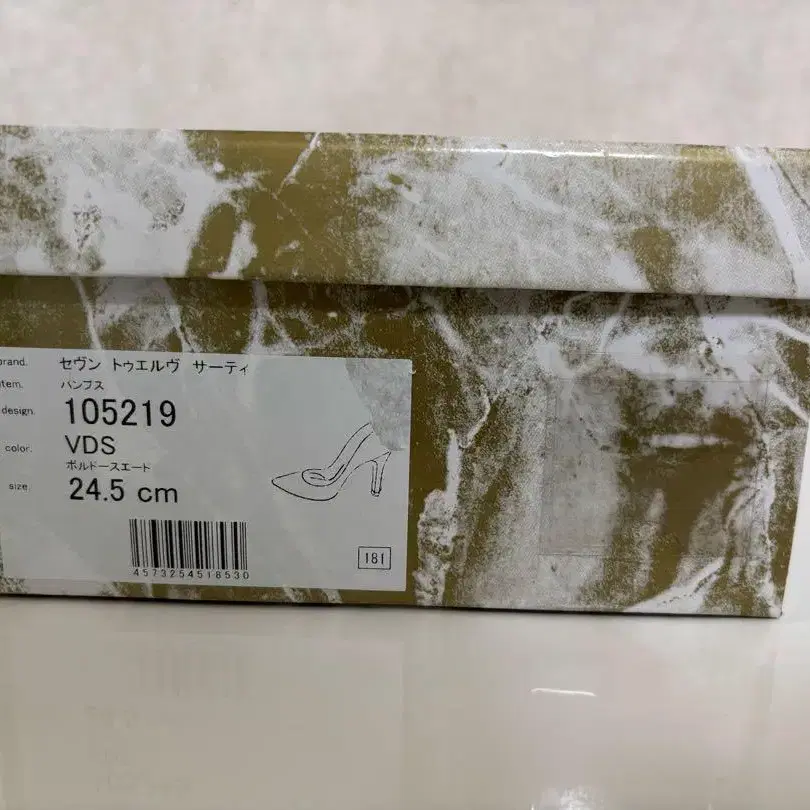 brand. セヴン トゥエルヴ サーティ
item. パンプス
design. 105219
color. VDS
ボルドースエート
size. 24.5 cm
4573254518530
181